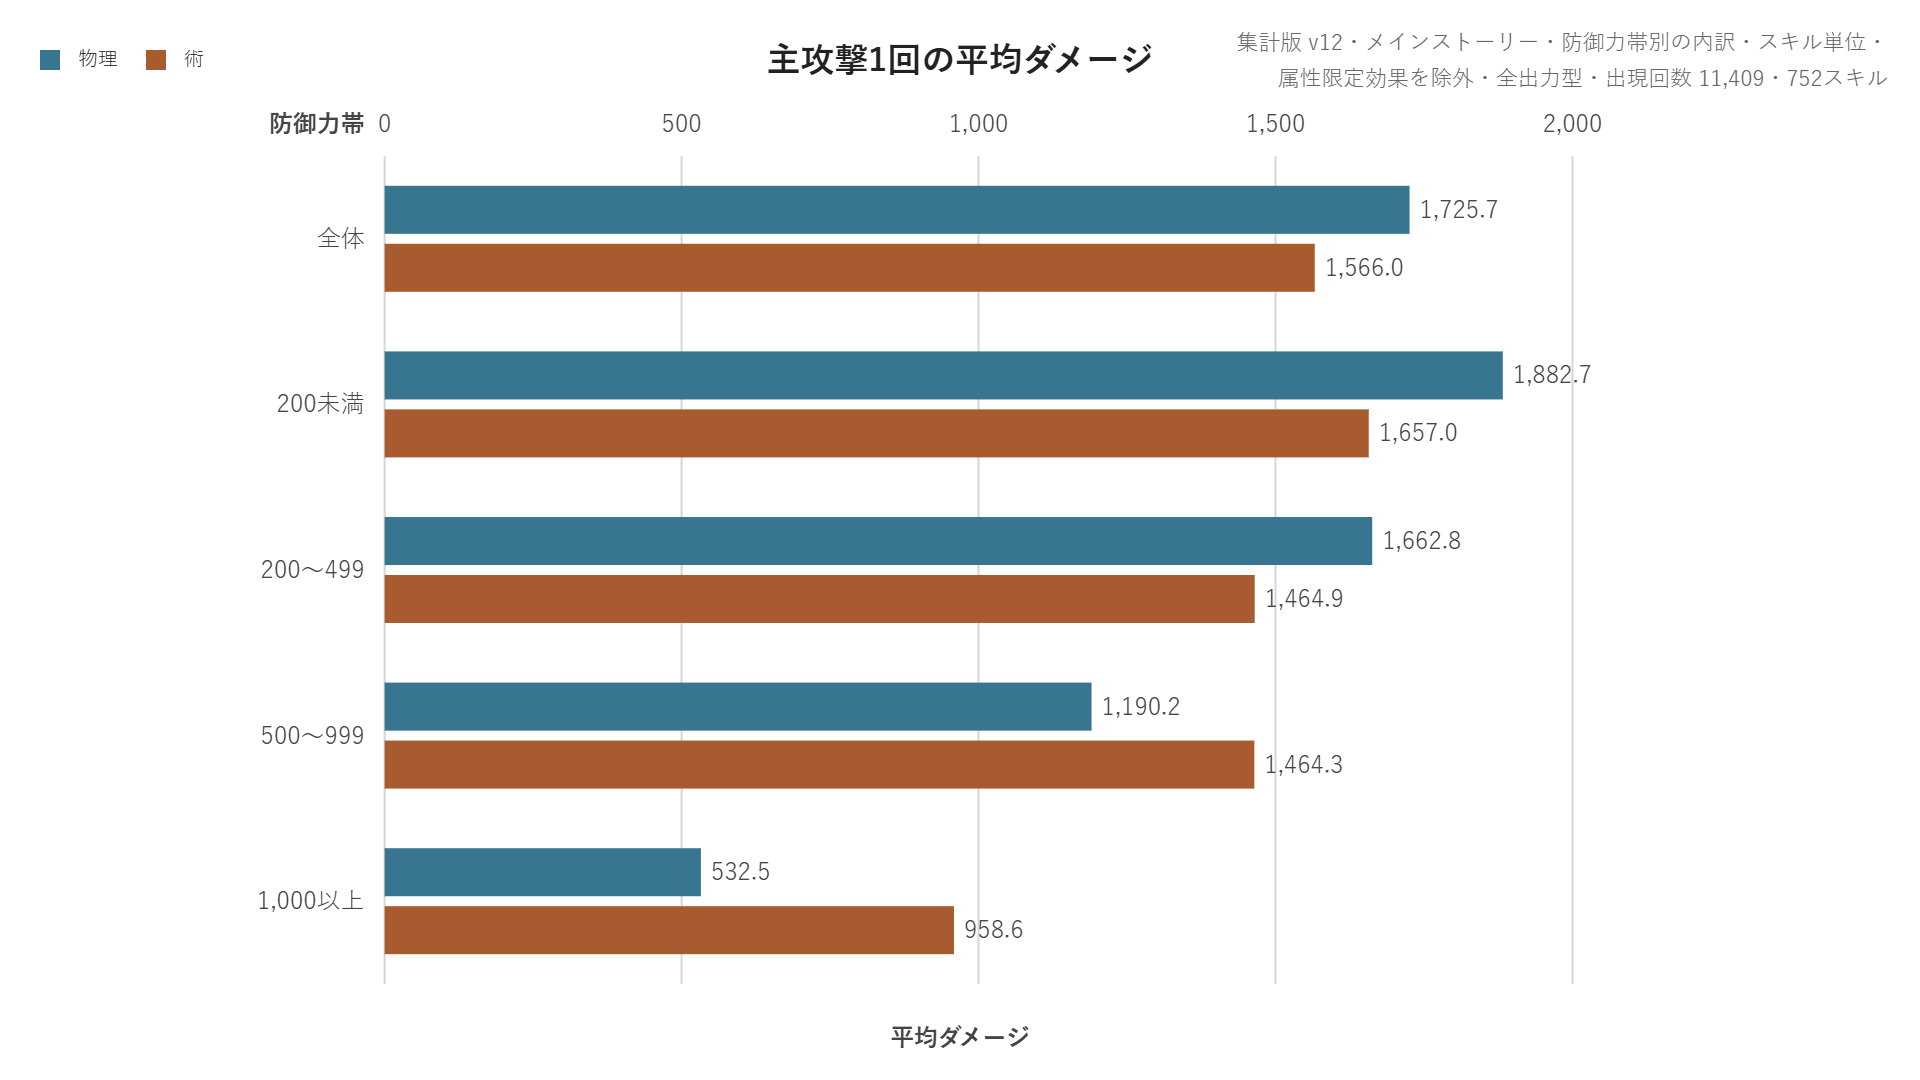 物理 術
主攻撃1回の平均ダメージ
集計版 v12・メインストーリー・防御力帯別の内訳・スキル単位・
属性限定効果を除外・全出力型・出現回数 11,409・752スキル
防御力帯 0 500 1,000 1,500 2,000
全体
1,725.7
1,566.0
200未満
1,882.7
1,657.0
200〜499
1,662.8
1,464.9
500〜999
1,190.2
1,464.3
1,000以上
532.5
958.6
平均ダメージ